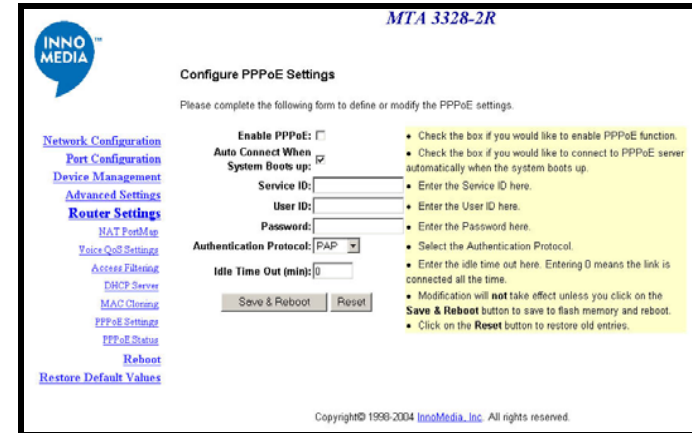 MTA 3328-2R
INNO
MEDIA
™
Configure PPPoE Settings
Please complete the following form to define or modify the PPPoE settings.
Network Configuration
Port Configuration
Device Management
Advanced Settings
Router Settings
NAT PortMap
Voice QoS Settings
Access Filtering
DHCP Server
MAC Cloning
PPPoE Settings
PPPoE Status
Reboot
Restore Default Values
Enable PPPoE:
• Check the box if you would like to enable PPPoE function.
Auto Connect When
System Boots up:
• Check the box if you would like to connect to PPPoE server
automatically when the system boots up.
Service ID:
• Enter the Service ID here.
User ID:
• Enter the User ID here.
Password:
• Enter the Password here.
Authentication Protocol: PAP
• Select the Authentication Protocol.
Idle Time Out (min): 0
• Enter the idle time out here. Entering 0 means the link is
connected all the time.
Save & Reboot Reset
• Modification will not take effect unless you click on the
Save & Reboot button to save to flash memory and reboot.
• Click on the Reset button to restore old entries.
Copyright© 1998-2004 InnoMedia, Inc. All rights reserved.